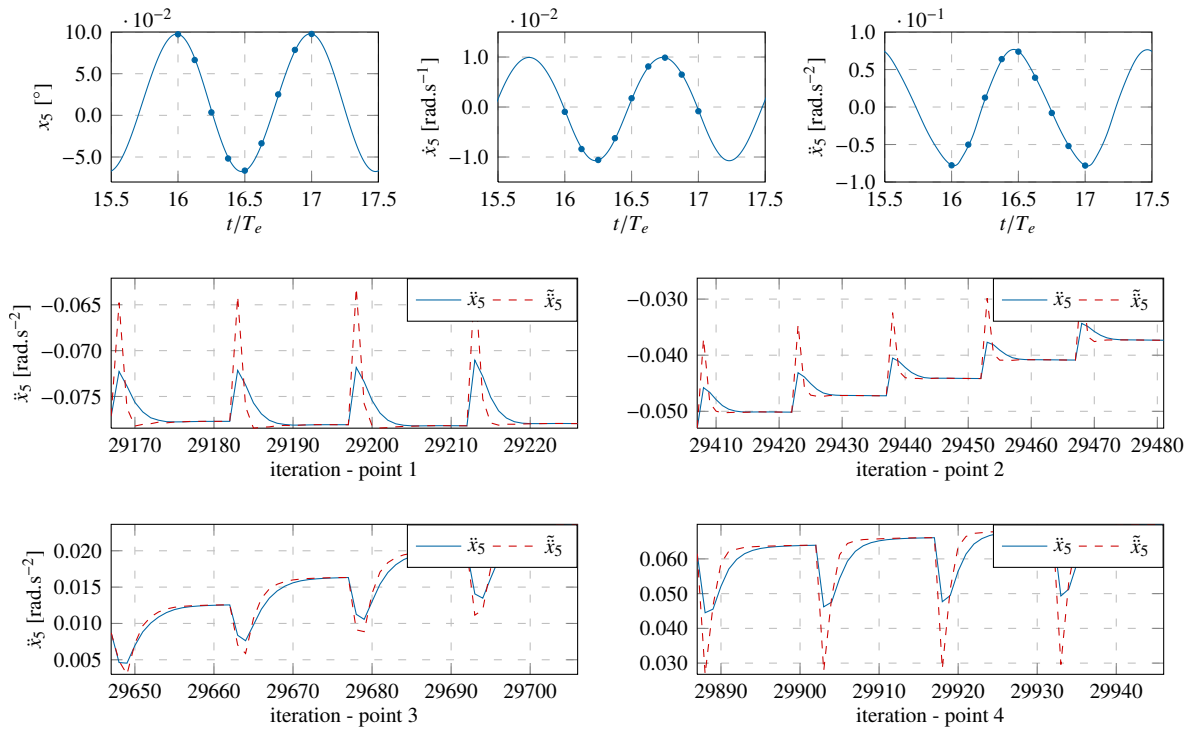 ·10−2
10.0
5.0
0.0
−5.0
x5 [°]
15.5 16 16.5 17 17.5
t/Te
·10−2
1.0
0.0
−1.0
ẋ5 [rad.s−1]
15.5 16 16.5 17 17.5
t/Te
·10−1
1.0
0.5
0.0
−0.5
−1.0
ẍ5 [rad.s−2]
15.5 16 16.5 17 17.5
t/Te
−0.065
−0.070
−0.075
ẍ5 [rad.s−2]
ẍ5 x̃̈5
29170 29180 29190 29200 29210 29220
iteration - point 1
−0.030
−0.040
−0.050
ẍ5 x̃̈5
29410 29420 29430 29440 29450 29460 29470 29480
iteration - point 2
0.020
0.015
0.010
0.005
ẍ5 [rad.s−2]
ẍ5 x̃̈5
29650 29660 29670 29680 29690 29700
iteration - point 3
0.060
0.050
0.040
0.030
ẍ5 x̃̈5
29890 29900 29910 29920 29930 29940
iteration - point 4